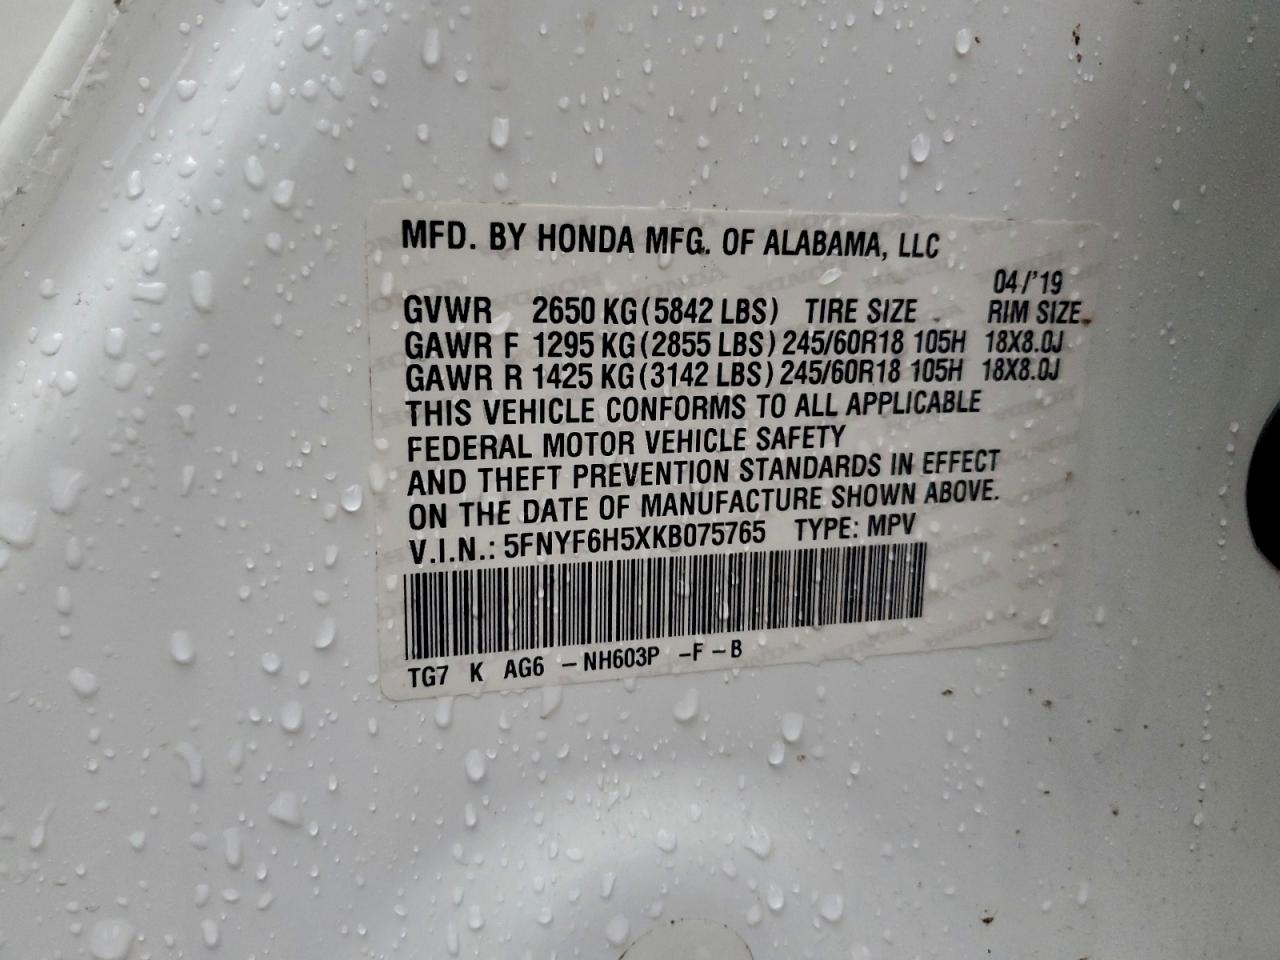 MFD. BY HONDA MFG. OF ALABAMA, LLC
04/'19
GVWR 2650 KG(5842 LBS) TIRE SIZE RIM SIZE
GAWR F 1295 KG(2855 LBS) 245/60R18 105H 18X8.0J
GAWR R 1425 KG(3142 LBS) 245/60R18 105H 18X8.0J
THIS VEHICLE CONFORMS TO ALL APPLICABLE
FEDERAL MOTOR VEHICLE SAFETY
AND THEFT PREVENTION STANDARDS IN EFFECT
ON THE DATE OF MANUFACTURE SHOWN ABOVE.
V.I.N.: 5FNYF6H5XKB075765 TYPE: MPV
TG7 K AG6 -NH603P -F-B